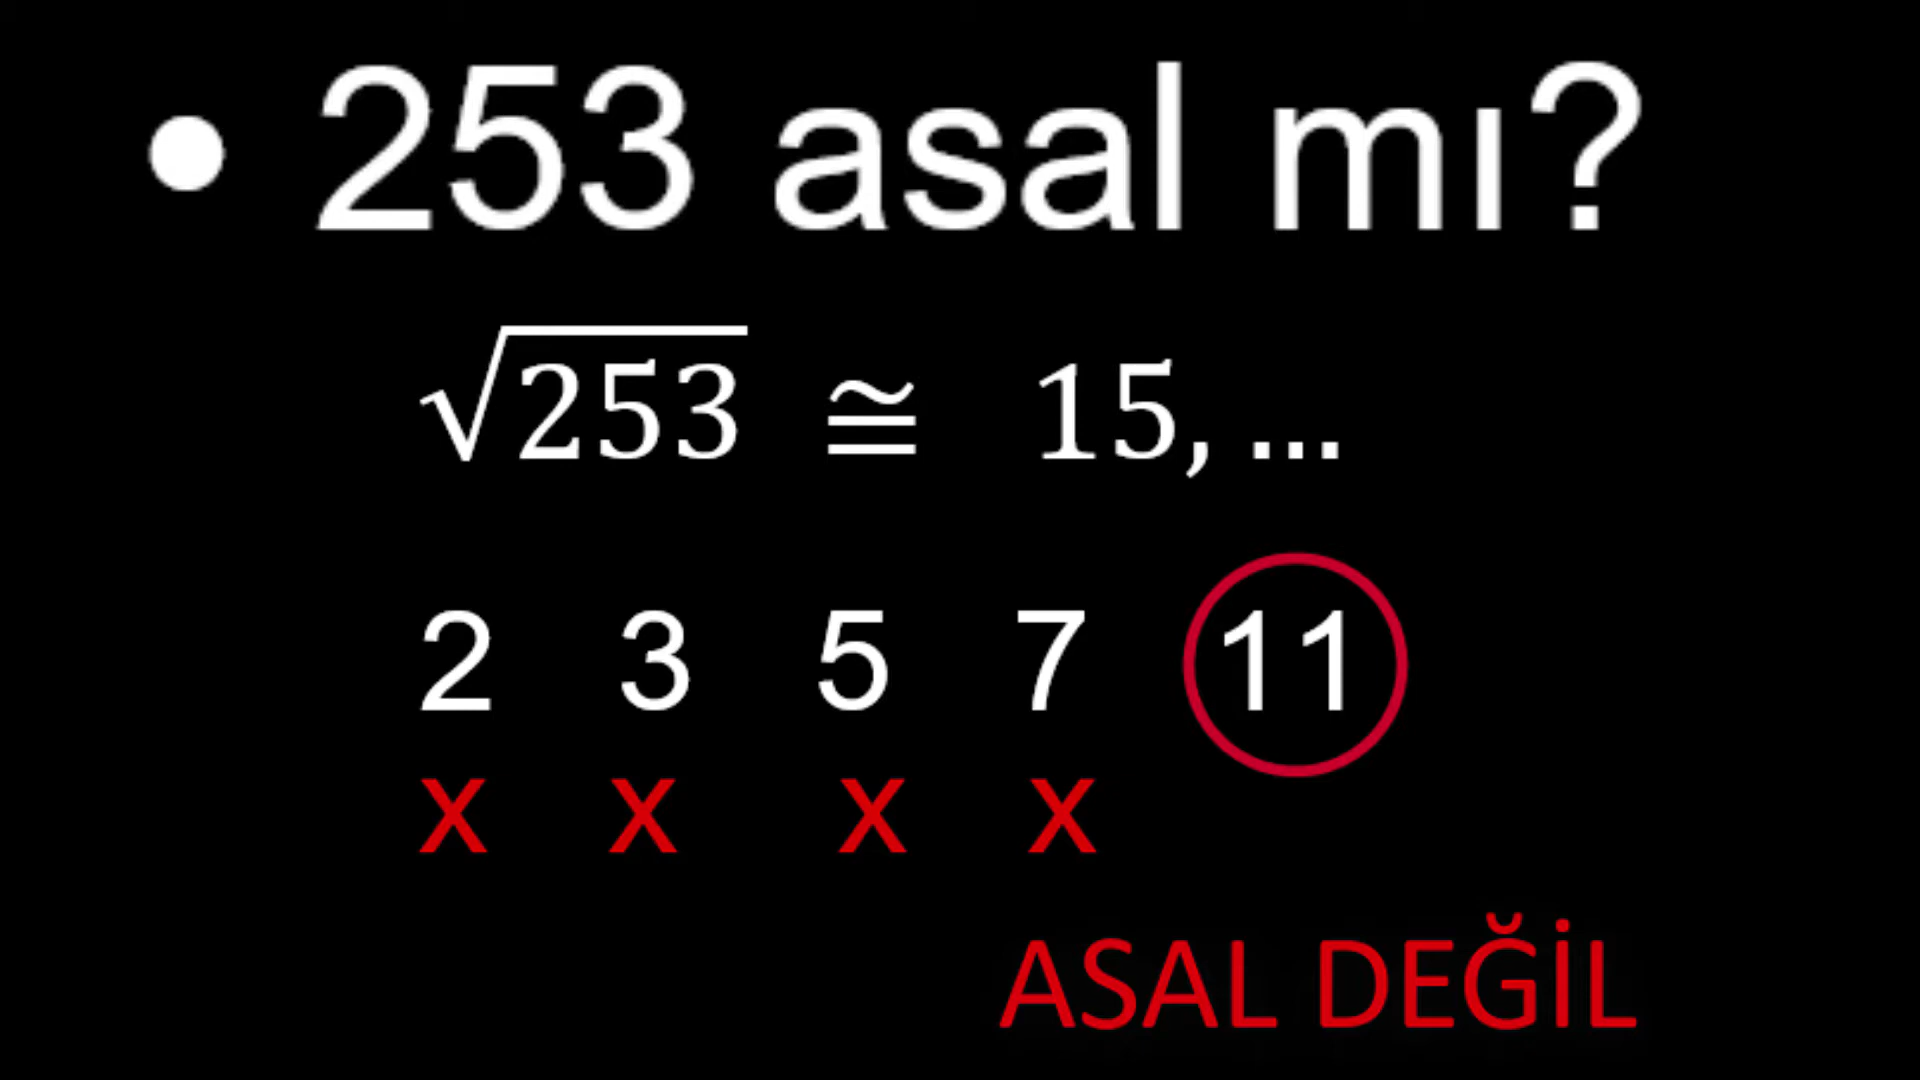 • 253 asal mı?
√253 ≅ 15, ...
2 3 5 7 11
x x x x
ASAL DEĞİL